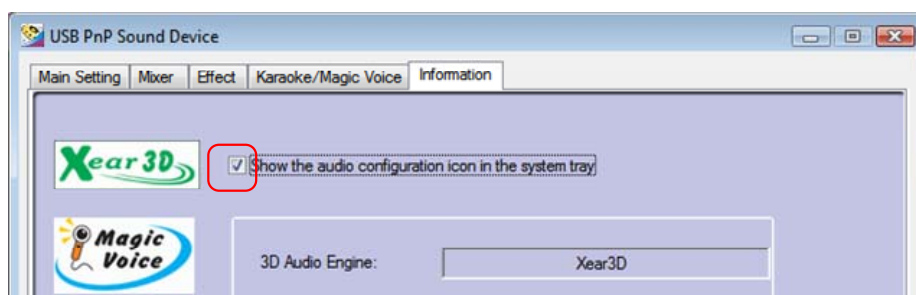 USB PnP Sound Device
Main Setting Mixer Effect Karaoke/Magic Voice Information
Xear 3D
Show the audio configuration icon in the system tray
Magic
Voice
3D Audio Engine: Xear3D